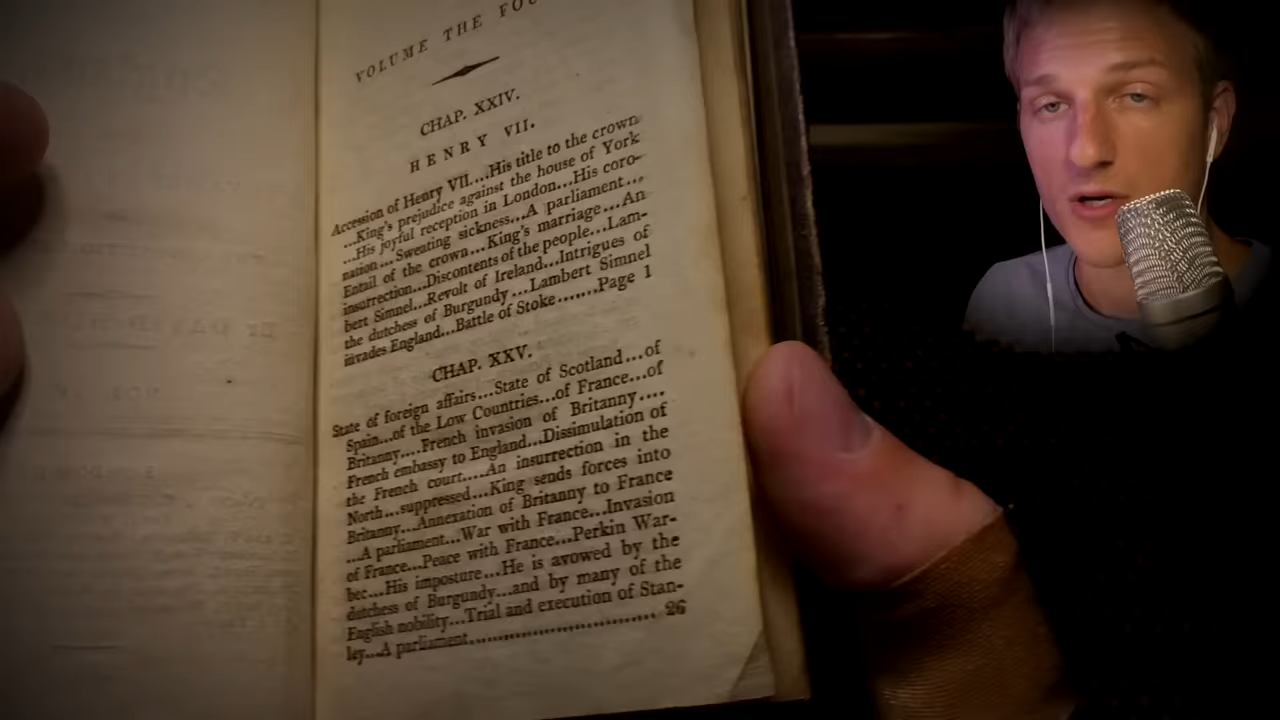 VOLUME THE FOU
CHAP. XXIV.
HENRY VII.
Accession of Henry VII....His title to the crown
...King's prejudice against the house of York
...His joyful reception in London...His coro-
nation...Sweating sickness...A parliament...
Entail of the crown...King's marriage...An
insurrection...Discontents of the people...Lam-
bert Simnel...Revolt of Ireland...Intrigues of
the dutchess of Burgundy...Lambert Simnel
invades England...Battle of Stoke.......Page 1
CHAP. XXV.
State of foreign affairs...State of Scotland...of
Spain...of the Low Countries...of France...of
Britanny....French invasion of Britanny....
French embassy to England...Dissimulation of
the French court....An insurrection in the
North...suppressed...King sends forces into
Britanny...Annexation of Britanny to France
...A parliament...War with France...Invasion
of France...Peace with France...Perkin War-
bec...His imposture...He is avowed by the
dutchess of Burgundy...and by many of the
English nobility...Trial and execution of Stan-
ley...A parliament................................. 26